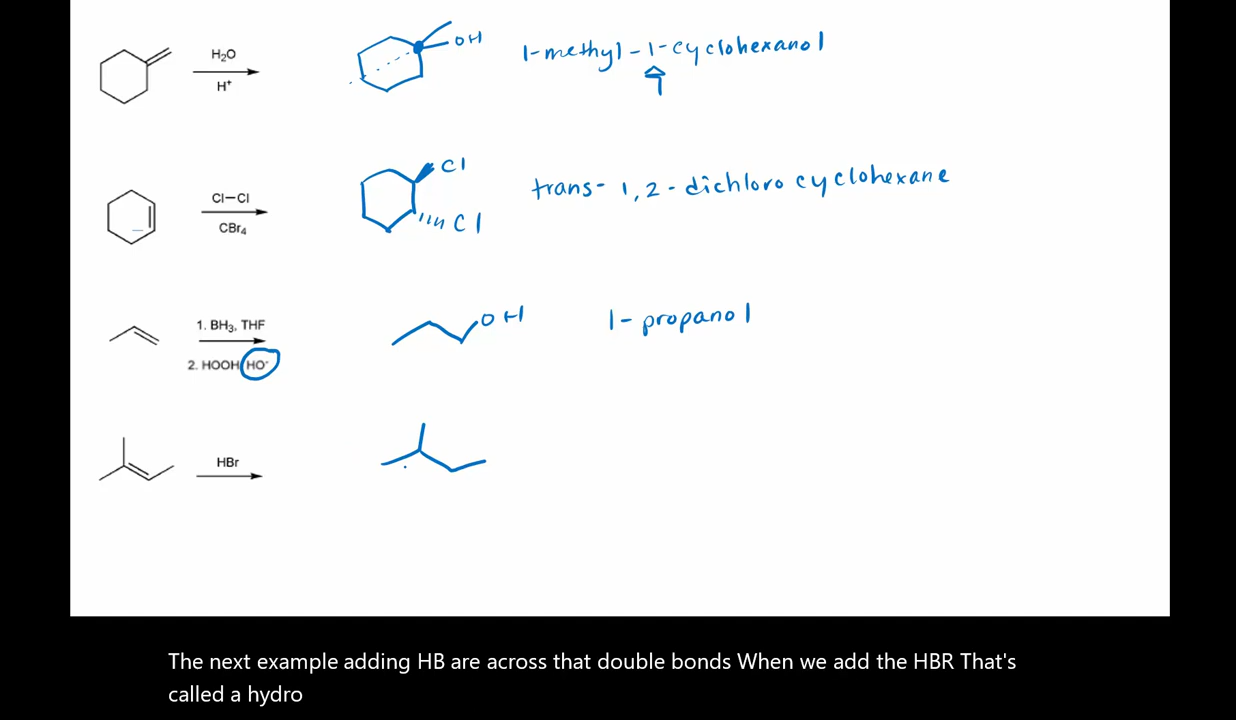 H₂O
H⁺
OH
1-methyl-1-cyclohexanol
Cl—Cl
CBr₄
Cl
Cl
trans-1,2-dichloro cyclohexane
1. BH₃, THF
2. HOOH, HO⁻
OH
1-propanol
HBr
The next example adding HB are across that double bonds When we add the HBR That's
called a hydro